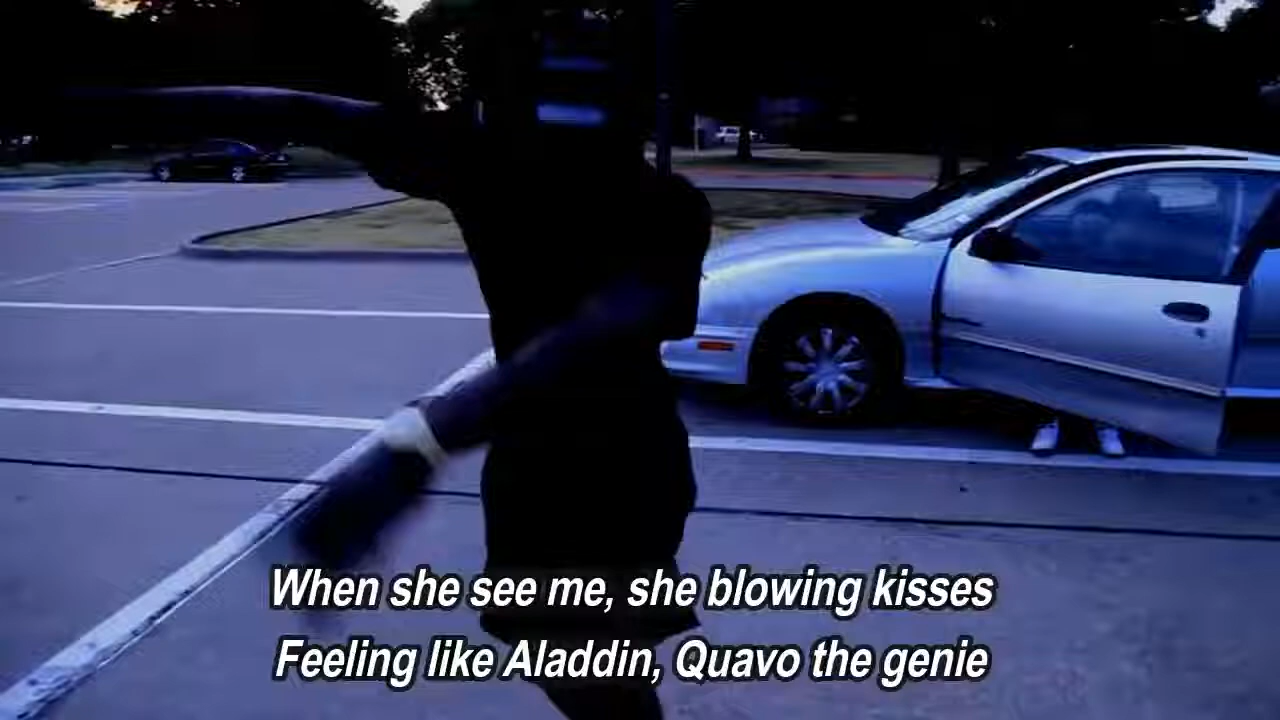 When she see me, she blowing kisses
Feeling like Aladdin, Quavo the genie